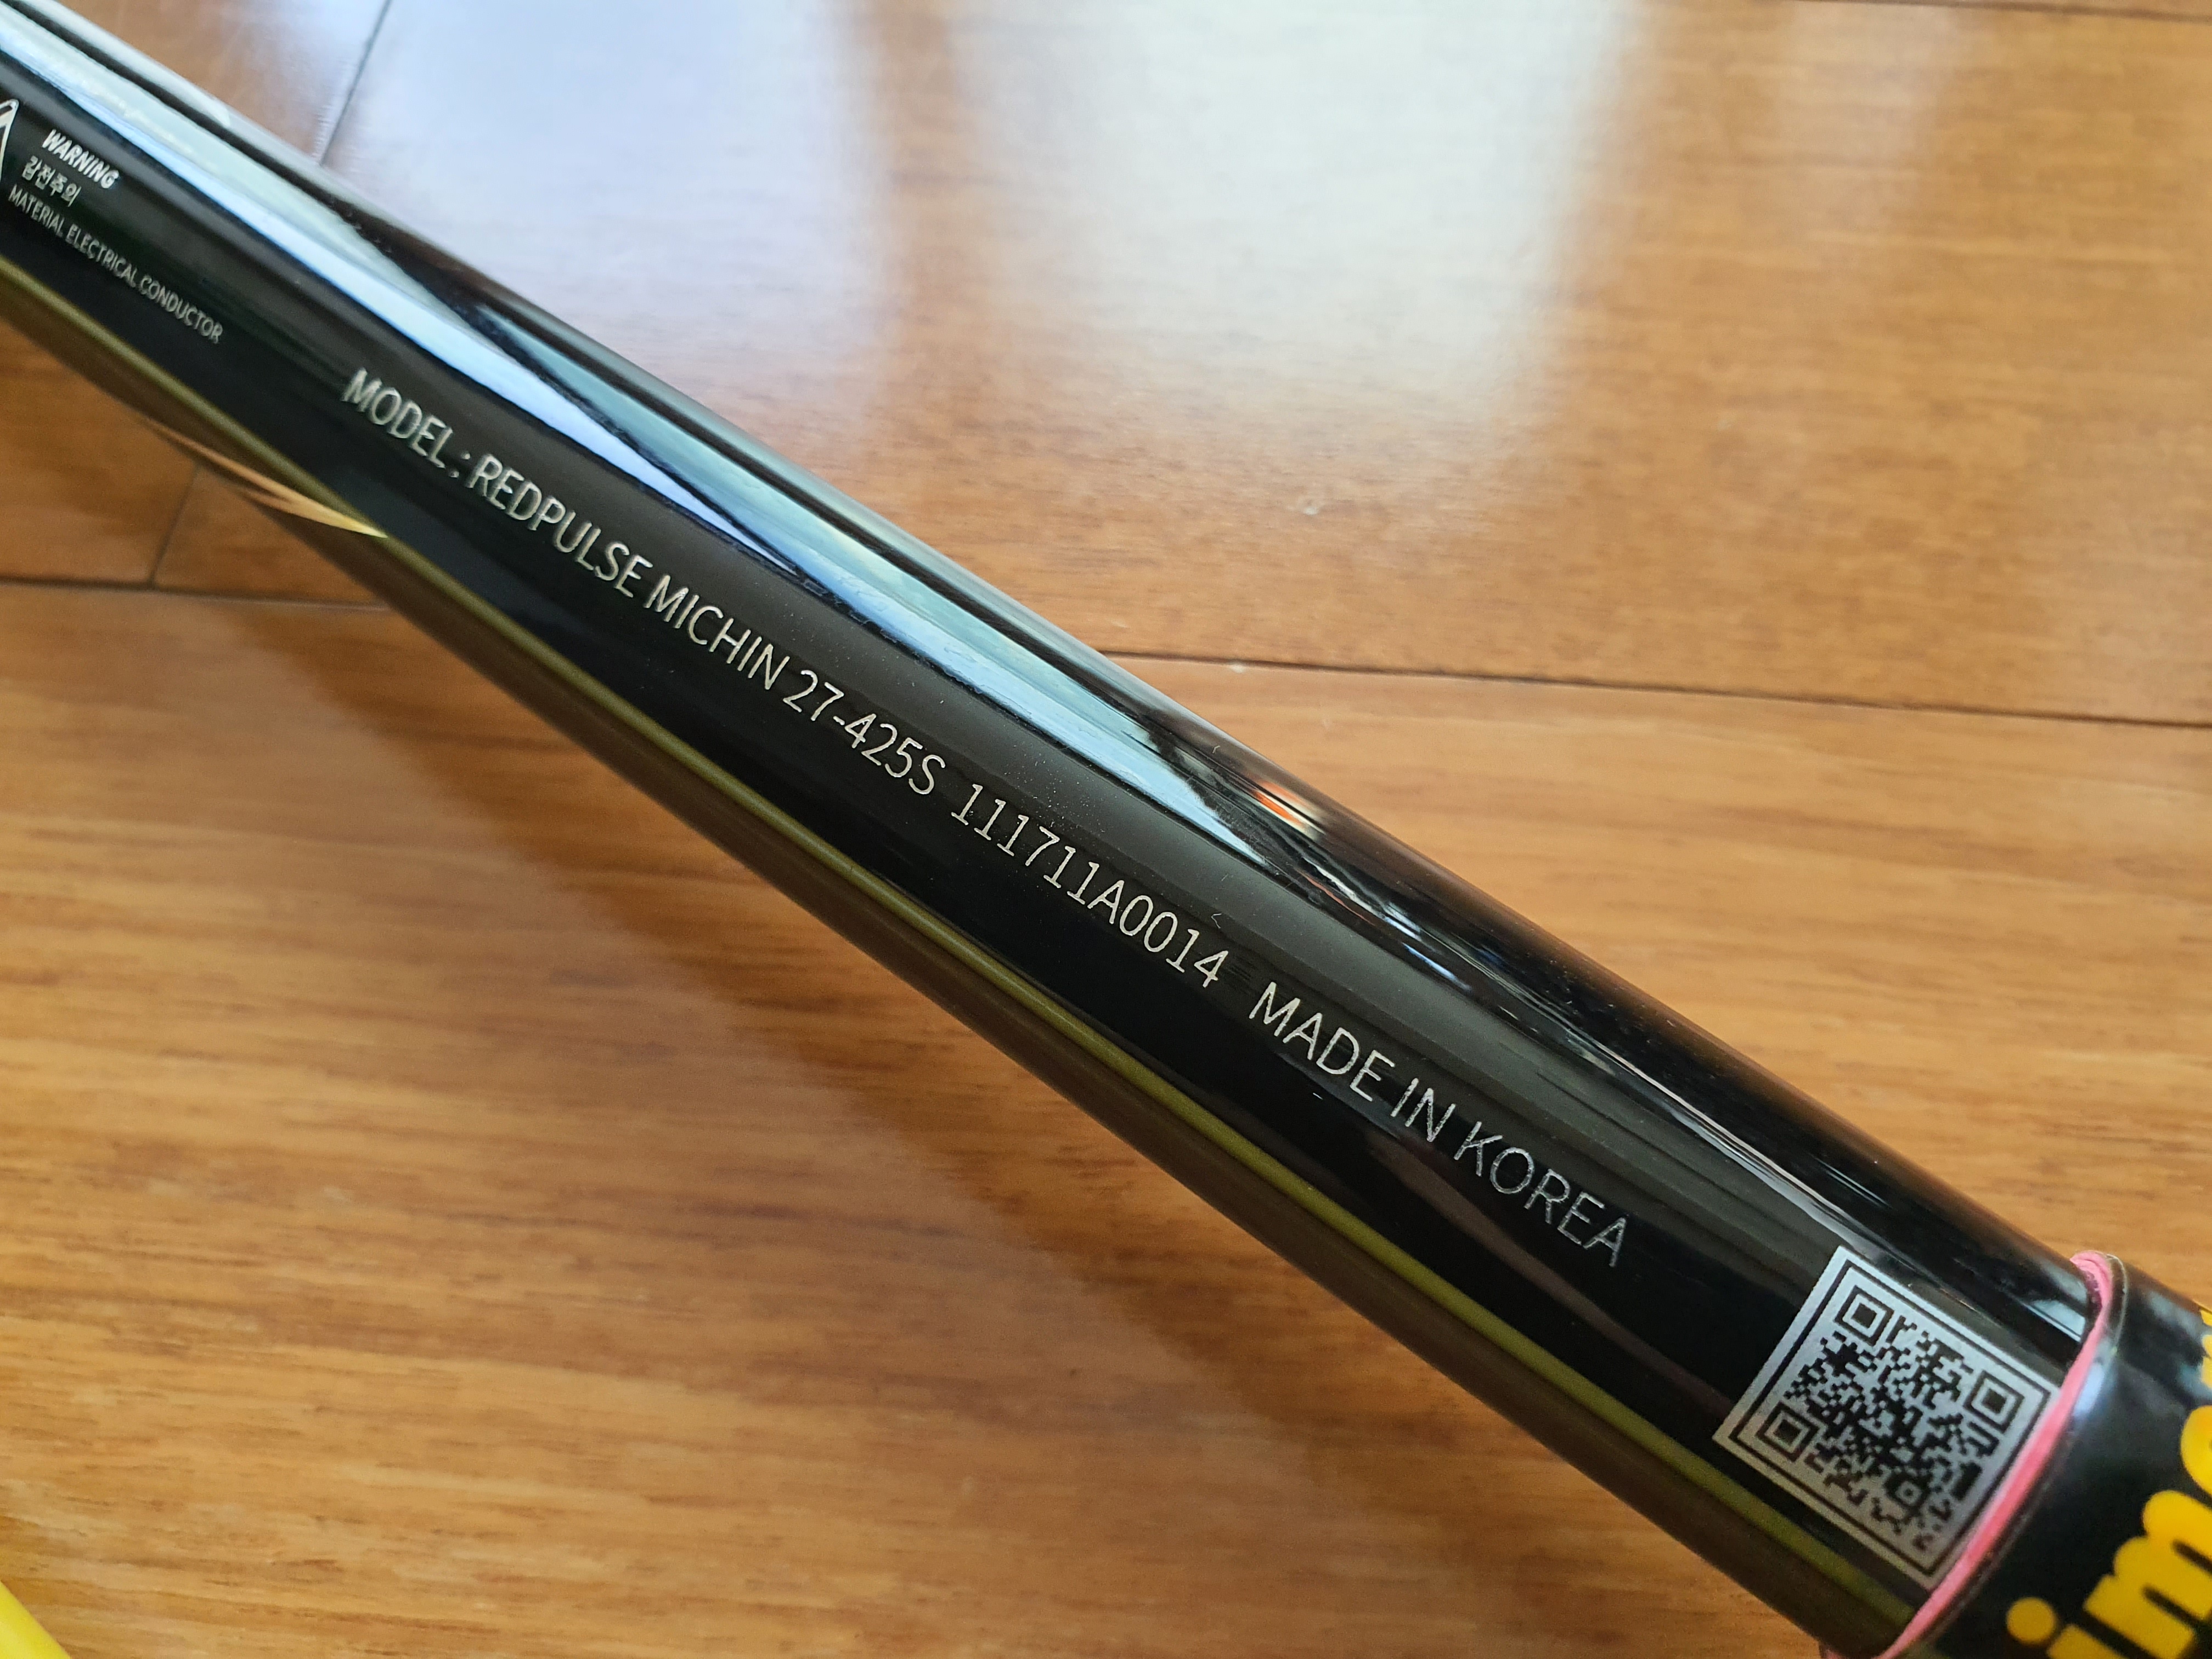 WARNING
감전주의
MATERIAL ELECTRICAL CONDUCTOR
MODEL : REDPULSE MICHIN 27-425S 111711A0014 MADE IN KOREA